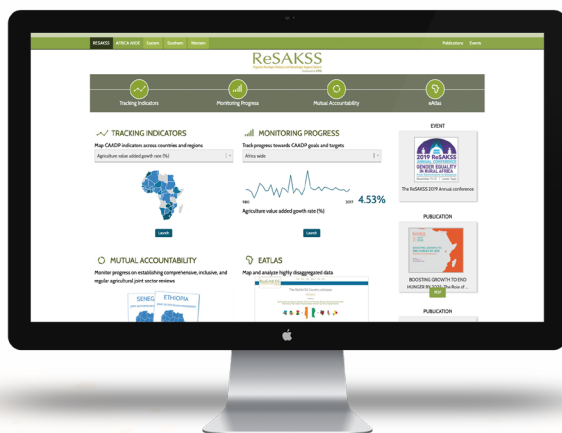 RESAKSS AFRICA WIDE Eastern Southern Western Publications Events
ReSAKSS
Tracking Indicators Monitoring Progress Mutual Accountability eAtlas
TRACKING INDICATORS
Map CAADP indicators across countries and regions
Agriculture value added growth rate (%)
Launch
MONITORING PROGRESS
Track progress towards CAADP goals and targets
Africa wide
4.53%
2017
Agriculture value added gowth rate (%)
Launch
EVENT
2019 ReSAKSS
ANNUAL CONFERENCE
GENDER EQUALITY
IN RURAL AFRICA
The ReSAKSS 2019 Annual conference
MUTUAL ACCOUNTABILITY
Monitor progress on establishing comprehensive, inclusive, and
regular agricultural joint sector reviews
SENEG
ETHIOPIA
EATLAS
Map and analyze highly disaggregated data
PUBLICATION
BOOSTING GROWTH TO END
HUNGER BY 2025: The Role of ...
PUBLICATION